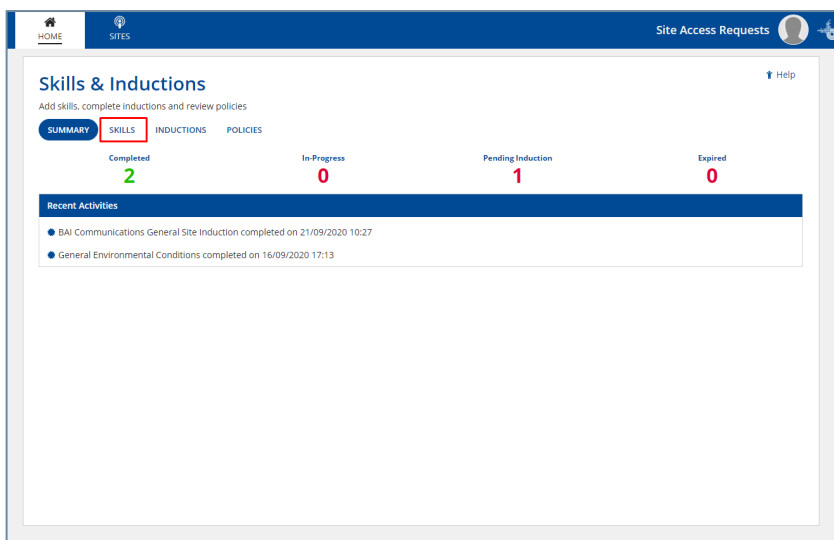 HOME
SITES
Site Access Requests
Help
Skills & Inductions
Add skills, complete inductions and review policies
SUMMARY SKILLS INDUCTIONS POLICIES
Completed In-Progress Pending Induction Expired
2 0 1 0
Recent Activities
BAI Communications General Site Induction completed on 21/09/2020 10:27
General Environmental Conditions completed on 16/09/2020 17:13